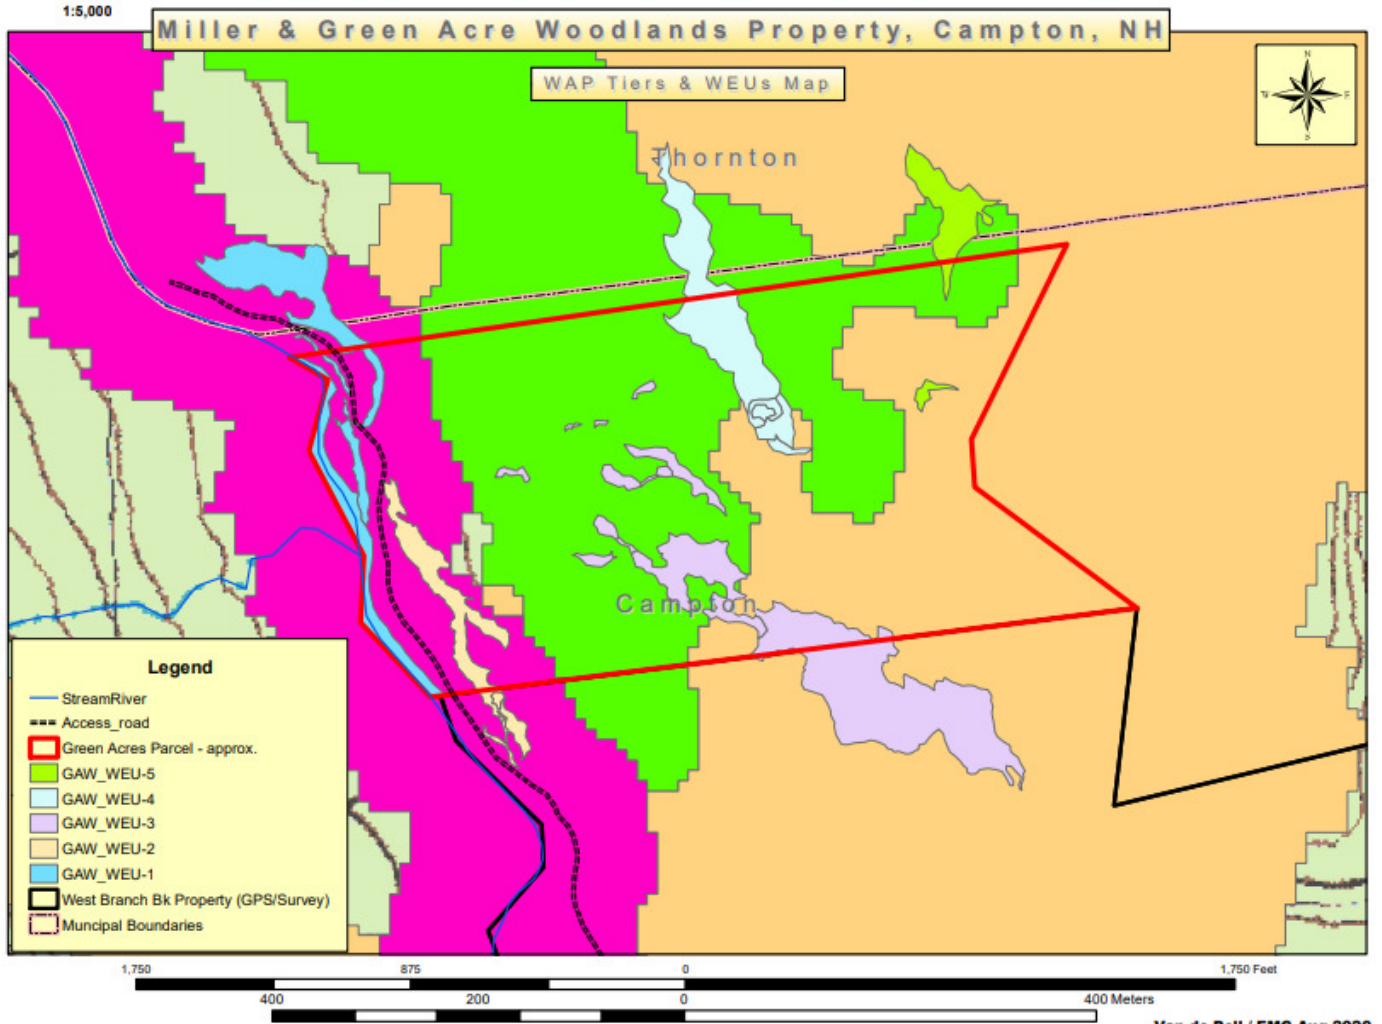 1:5,000
Miller & Green Acre Woodlands Property, Campton, NH
WAP Tiers & WEUs Map
N
W E
S
Thornton
Campton
Legend
StreamRiver
Access_road
Green Acres Parcel - approx.
GAW_WEU-5
GAW_WEU-4
GAW_WEU-3
GAW_WEU-2
GAW_WEU-1
West Branch Bk Property (GPS/Survey)
Muncipal Boundaries
1,750 875 0 1,750 Feet
400 200 0 400 Meters